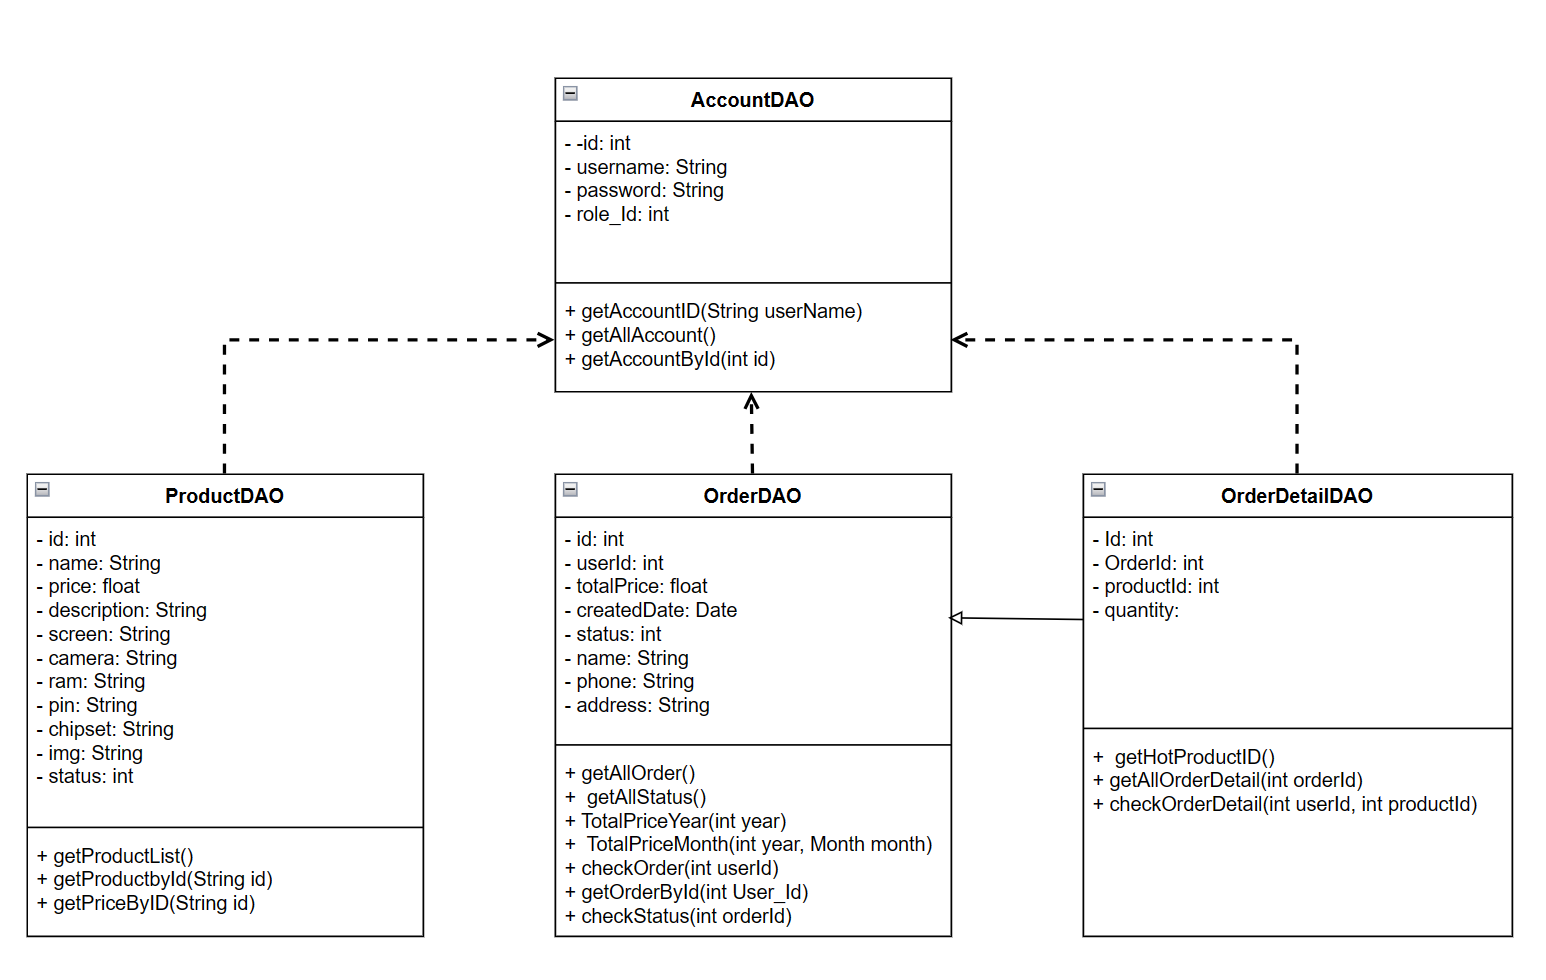 AccountDAO
- -id: int
- username: String
- password: String
- role_Id: int
+ getAccountID(String userName)
+ getAllAccount()
+ getAccountById(int id)
ProductDAO
- id: int
- name: String
- price: float
- description: String
- screen: String
- camera: String
- ram: String
- pin: String
- chipset: String
- img: String
- status: int
+ getProductList()
+ getProductbyId(String id)
+ getPriceByID(String id)
OrderDAO
- id: int
- userId: int
- totalPrice: float
- createdDate: Date
- status: int
- name: String
- phone: String
- address: String
+ getAllOrder()
+  getAllStatus()
+ TotalPriceYear(int year)
+  TotalPriceMonth(int year, Month month)
+ checkOrder(int userId)
+ getOrderById(int User_Id)
+ checkStatus(int orderId)
OrderDetailDAO
- Id: int
- OrderId: int
- productId: int
- quantity:
+  getHotProductID()
+ getAllOrderDetail(int orderId)
+ checkOrderDetail(int userId, int productId)